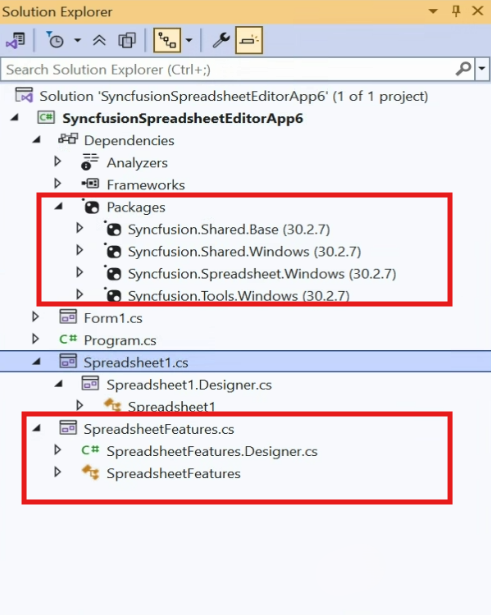 Solution Explorer
Search Solution Explorer (Ctrl+;)
Solution 'SyncfusionSpreadsheetEditorApp6' (1 of 1 project)
C# SyncfusionSpreadsheetEditorApp6
Dependencies
Analyzers
Frameworks
Packages
Syncfusion.Shared.Base (30.2.7)
Syncfusion.Shared.Windows (30.2.7)
Syncfusion.Spreadsheet.Windows (30.2.7)
Syncfusion.Tools.Windows (30.2.7)
Form1.cs
C# Program.cs
Spreadsheet1.cs
Spreadsheet1.Designer.cs
Spreadsheet1
SpreadsheetFeatures.cs
C# SpreadsheetFeatures.Designer.cs
SpreadsheetFeatures